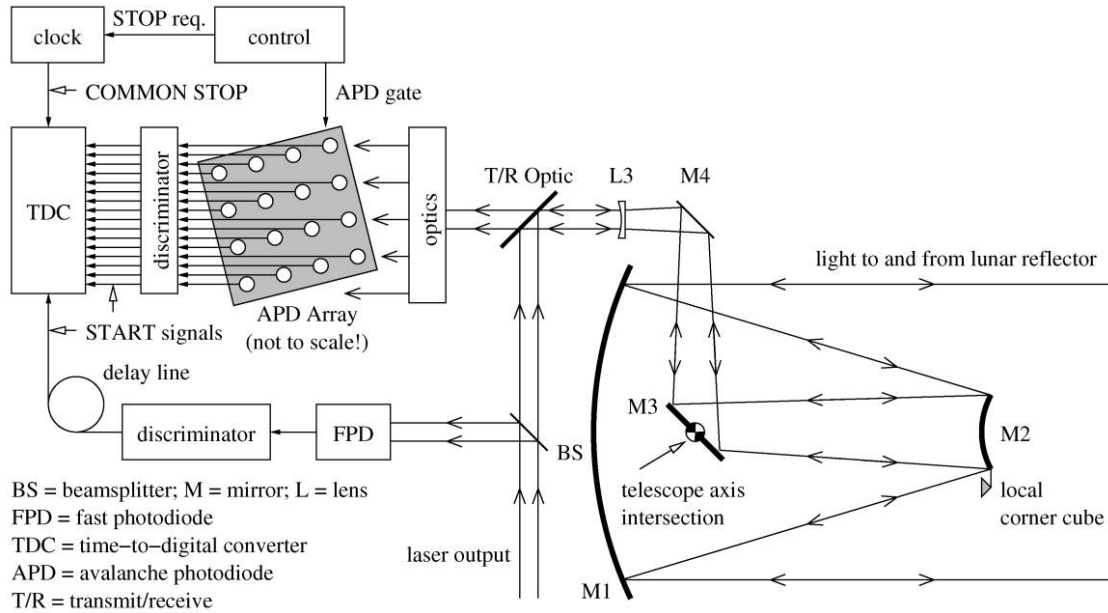 STOP req.
clock
control
COMMON STOP
APD gate
TDC
discriminator
optics
T/R Optic
L3
M4
light to and from lunar reflector
START signals
APD Array
(not to scale!)
delay line
discriminator
FPD
BS
M3
M2
telescope axis
intersection
local
corner cube
laser output
M1
BS = beamsplitter; M = mirror; L = lens
FPD = fast photodiode
TDC = time−to−digital converter
APD = avalanche photodiode
T/R = transmit/receive